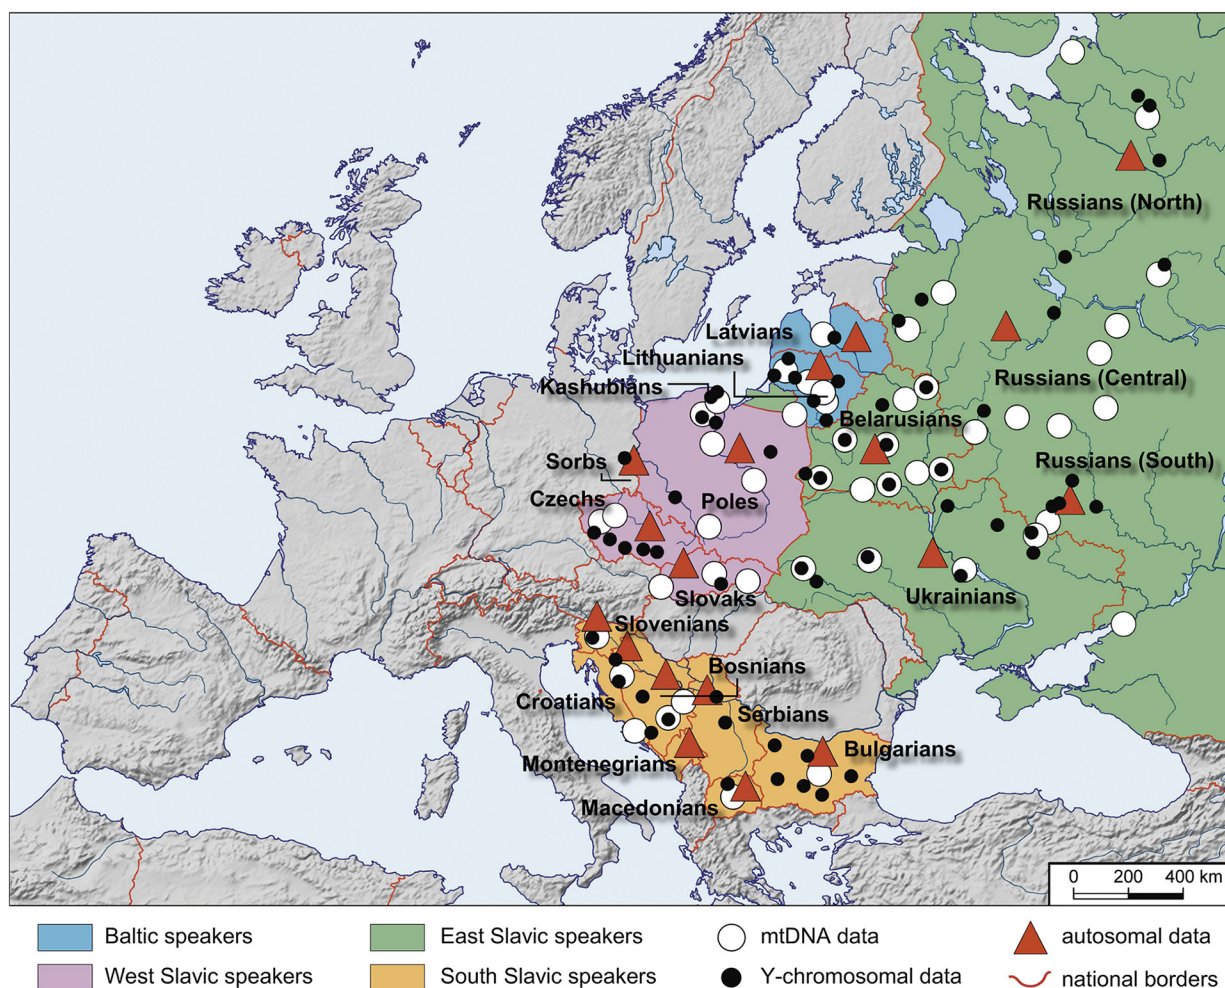 Russians (North)
Latvians
Lithuanians
Kashubians
Russians (Central)
Belarusians
Sorbs
Russians (South)
Czechs
Poles
Slovaks
Ukrainians
Slovenians
Bosnians
Croatians
Serbians
Montenegrians
Bulgarians
Macedonians
0 200 400 km
Baltic speakers
East Slavic speakers
mtDNA data
autosomal data
West Slavic speakers
South Slavic speakers
Y-chromosomal data
national borders